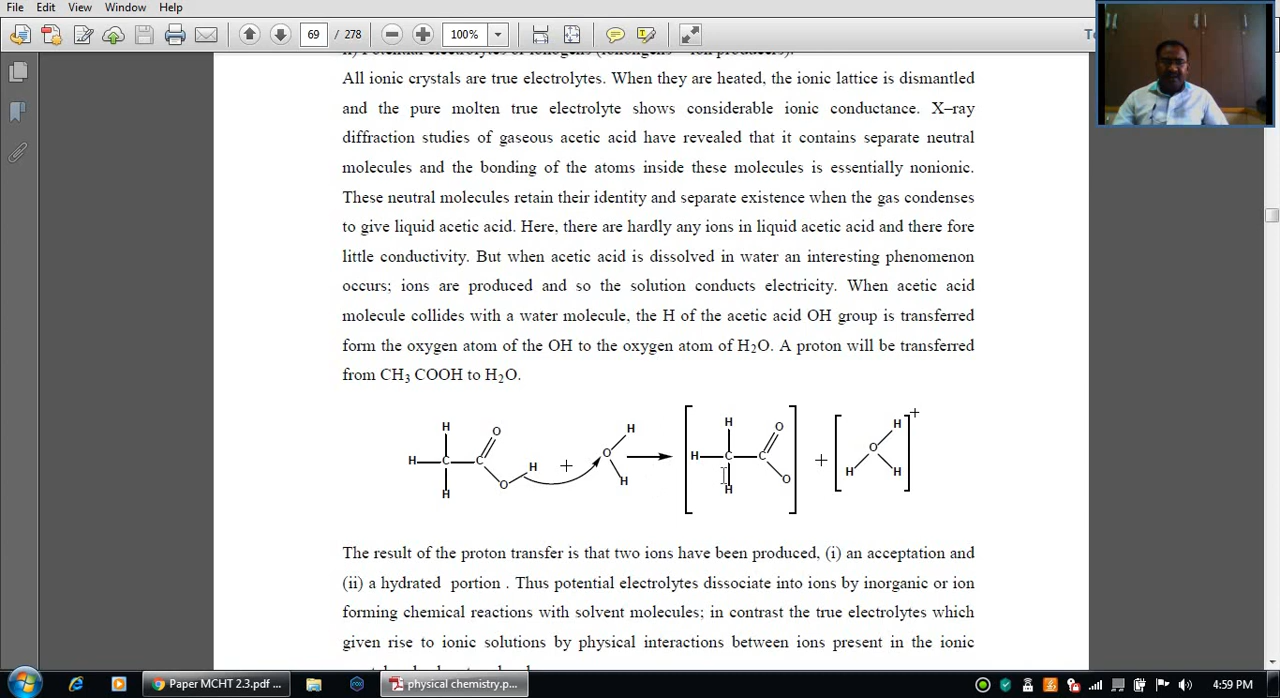 File Edit View Window Help
69 / 278 100%
All ionic crystals are true electrolytes. When they are heated, the ionic lattice is dismantled
and the pure molten true electrolyte shows considerable ionic conductance. X–ray
diffraction studies of gaseous acetic acid have revealed that it contains separate neutral
molecules and the bonding of the atoms inside these molecules is essentially nonionic.
These neutral molecules retain their identity and separate existence when the gas condenses
to give liquid acetic acid. Here, there are hardly any ions in liquid acetic acid and there fore
little conductivity. But when acetic acid is dissolved in water an interesting phenomenon
occurs; ions are produced and so the solution conducts electricity. When acetic acid
molecule collides with a water molecule, the H of the acetic acid OH group is transferred
form the oxygen atom of the OH to the oxygen atom of H2O. A proton will be transferred
from CH3 COOH to H2O.
H H C C O O H H + O H H H H C C O O H + H O H H +
The result of the proton transfer is that two ions have been produced, (i) an acceptation and
(ii) a hydrated portion . Thus potential electrolytes dissociate into ions by inorganic or ion
forming chemical reactions with solvent molecules; in contrast the true electrolytes which
given rise to ionic solutions by physical interactions between ions present in the ionic
Paper MCHT 2.3.pdf ... physical chemistry.p... 4:59 PM